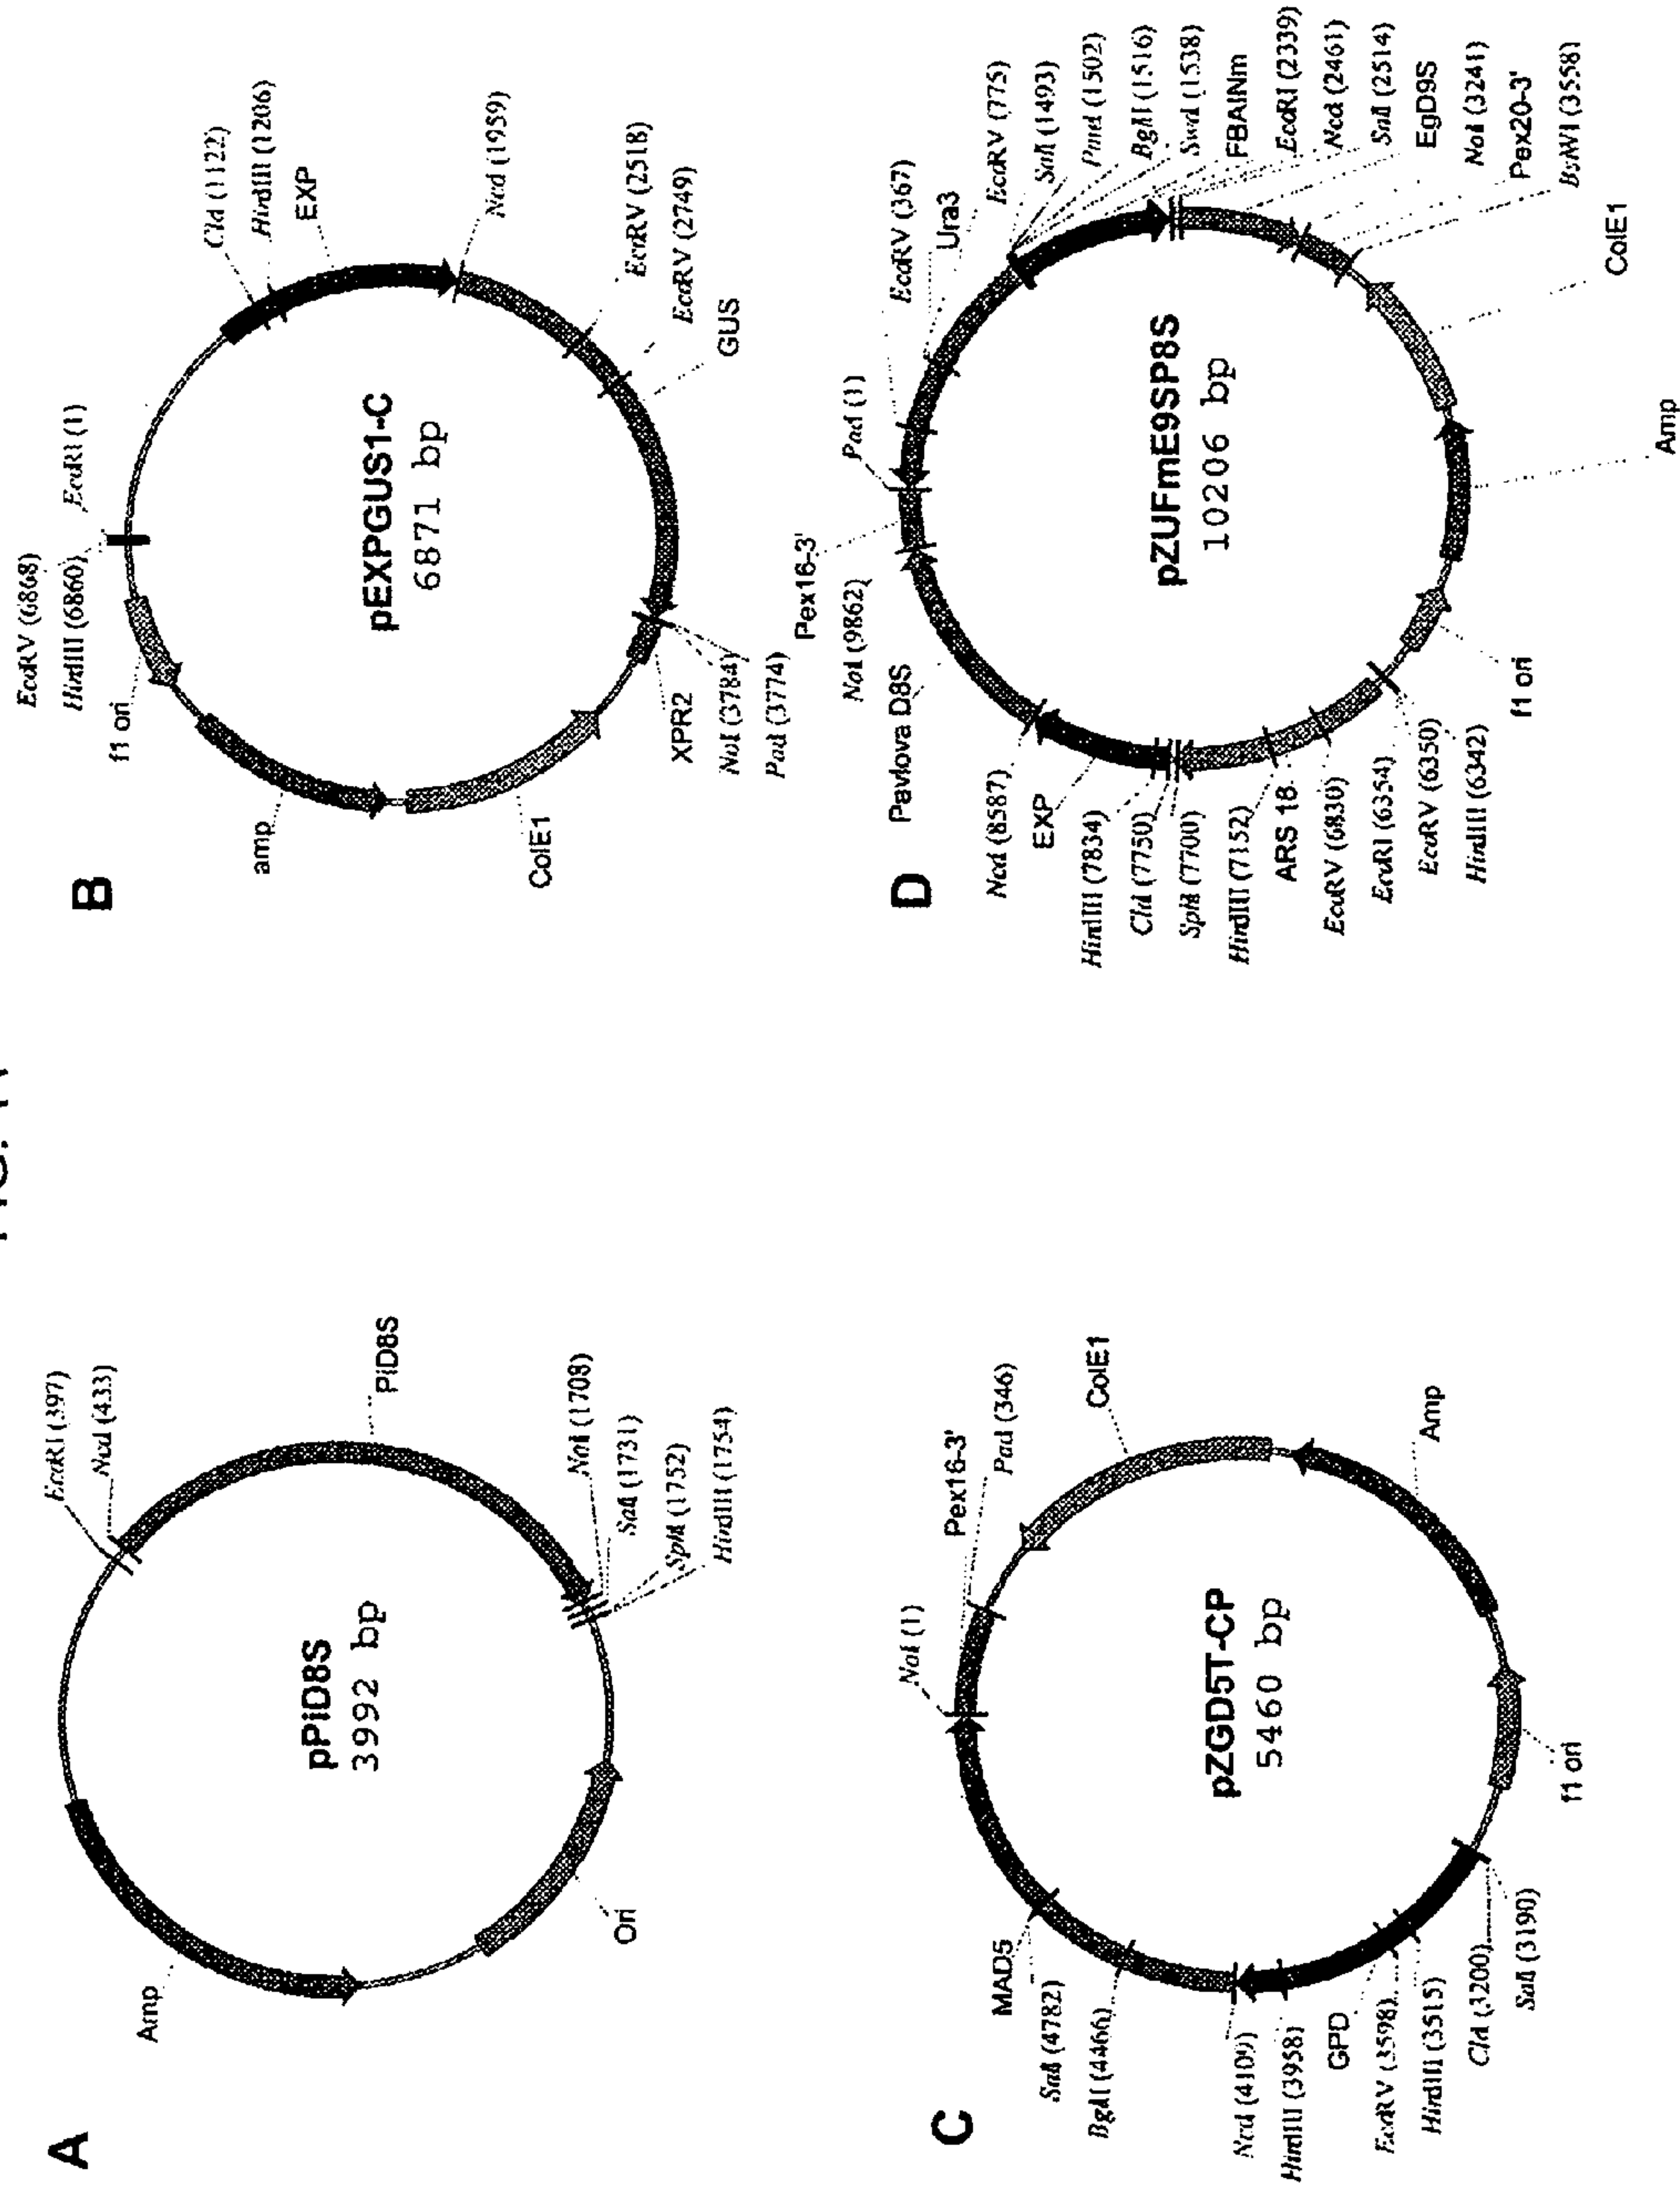 A
EcoRI (397)
NcoI (433)
PiD8S
NotI (1708)
SalI (1731)
SphI (1752)
HindIII (1754)
Ori
Amp
pPiD8S
3992 bp
B
EcoRV (6868)
HindIII (6860)
EcoRI (1)
ClaI (1122)
HindIII (1206)
EXP
NcoI (1959)
EcoRV (2518)
EcoRV (2749)
GUS
PacI (3774)
NotI (3784)
XPR2
ColE1
amp
f1 ori
pEXPGUS1-C
6871 bp
C
NotI (1)
Pex16-3'
PacI (346)
ColE1
Amp
f1 ori
SalI (3190)
ClaI (3200)
HindIII (3515)
EcoRV (3598)
GPD
HindIII (3958)
NcoI (4109)
BglII (4466)
SalI (4782)
MAD5
pZGD5T-CP
5460 bp
D
Pex16-3'
PacI (1)
EcoRV (367)
Ura3
EcoRV (775)
SalI (1493)
PmeI (1502)
BglII (1516)
SwaI (1538)
FBAINm
EcoRI (2339)
NcoI (2461)
SalI (2514)
EgD9S
NotI (3241)
Pex20-3'
BsiWI (3558)
ColE1
Amp
f1 ori
HindIII (6342)
EcoRV (6350)
EcoRI (6354)
EcoRV (6830)
ARS 18
HindIII (7152)
SphI (7700)
ClaI (7750)
HindIII (7834)
EXP
NcoI (8587)
Pavlova D8S
NotI (9862)
pZUFmE9SP8S
10206 bp